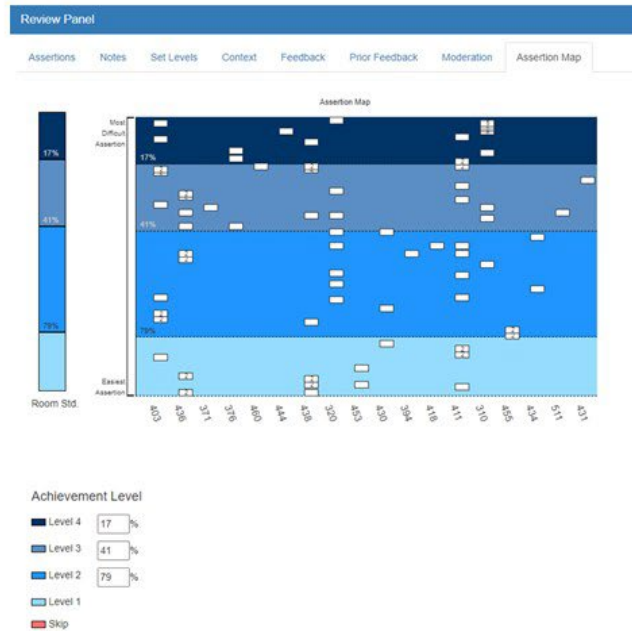 Review Panel
Assertions Notes Set Levels Context Feedback Prior Feedback Moderation Assertion Map
Assertion Map
Most
Difficult
Assertion
17%
17%
41%
41%
79%
79%
Easiest
Assertion
Room Std.
403 436 371 376 460 444 438 320 453 430 394 418 411 310 455 434 511 431
Achievement Level
Level 4 17 %
Level 3 41 %
Level 2 79 %
Level 1
Skip